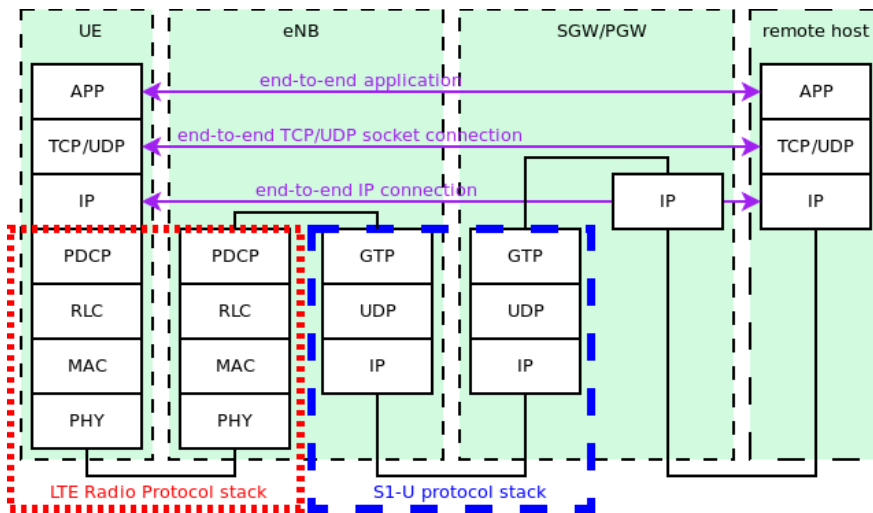 UE
eNB
SGW/PGW
remote host
APP
end-to-end application
APP
TCP/UDP
end-to-end TCP/UDP socket connection
TCP/UDP
IP
end-to-end IP connection
IP
IP
PDCP
PDCP
GTP
GTP
RLC
RLC
UDP
UDP
MAC
MAC
IP
IP
PHY
PHY
LTE Radio Protocol stack
S1-U protocol stack